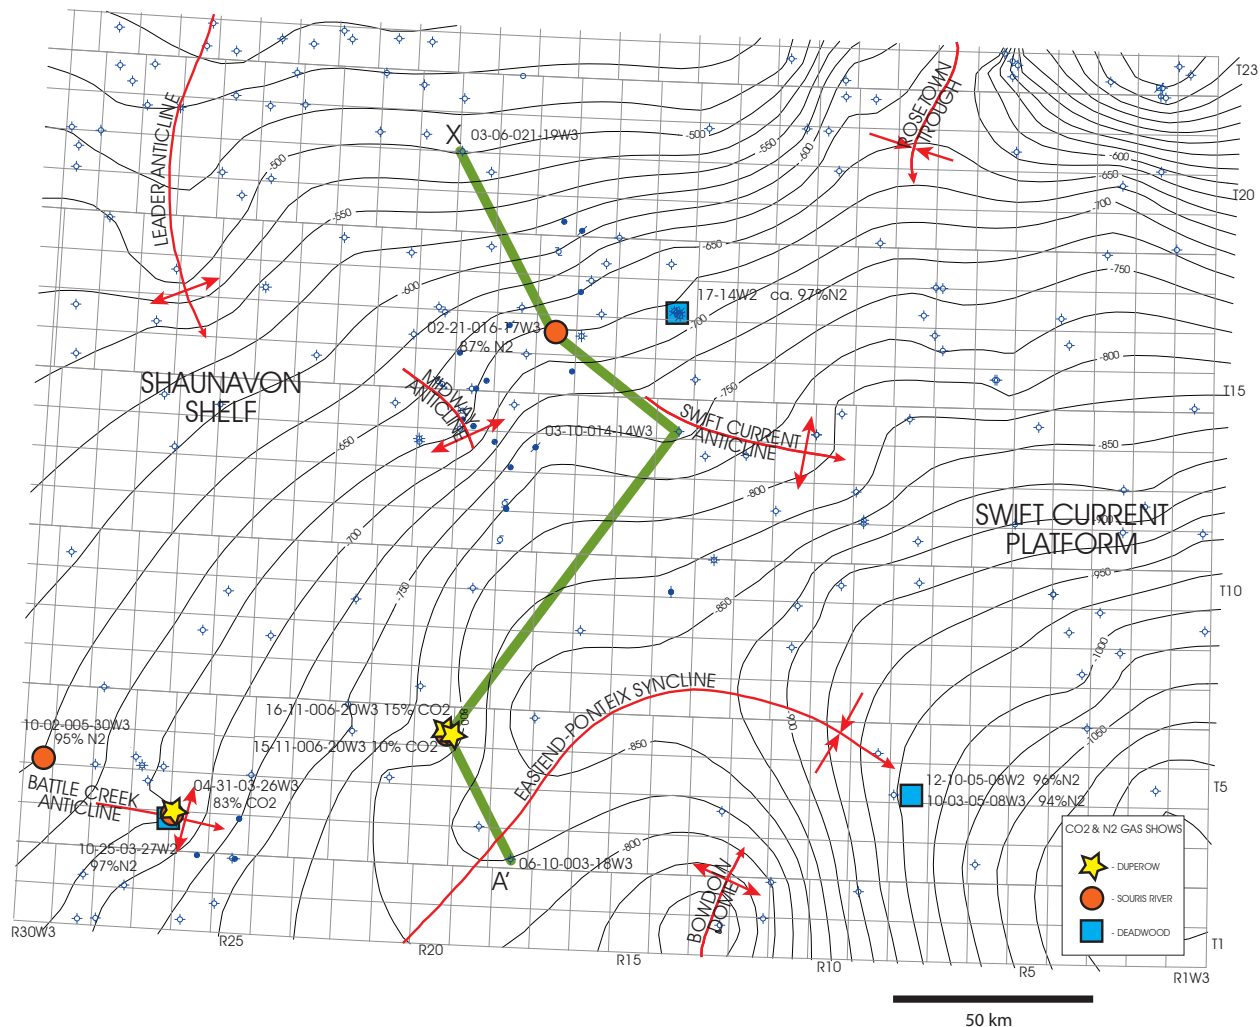 T23
ROSETOWN
TROUGH
X
03-06-021-19W3
-500
-550
-600
-600
-650
LEADER ANTICLINE
-500
T20
-700
-550
-650
-750
-600
17-14W2 ca. 97%N2
-700
02-21-016-17W3
87% N2
-800
SHAUNAVON
SHELF
MIDWAY
ANTICLINE
T15
-750
SWIFT CURRENT
ANTICLINE
03-10-014-14W3
-650
-850
-800
SWIFT CURRENT
PLATFORM
-900
-700
-950
-750
T10
-850
-1000
EASTEND-PONTEIX SYNCLINE
16-11-006-20W3 15% CO2
-800
10-02-005-30W3
95% N2
-900
15-11-006-20W3 10% CO2
-850
-1050
BATTLE CREEK
ANTICLINE
04-31-03-26W3
83% CO2
12-10-05-08W2 96%N2
10-03-05-08W3 94%N2
T5
10-25-03-27W2
97%N2
-800
06-10-003-18W3
A'
BOWDOIN
DOME
CO2 & N2 GAS SHOWS
- DUPEROW
- SOURIS RIVER
- DEADWOOD
R30W3
R25
R20
R15
R10
R5
R1W3
T1
50 km